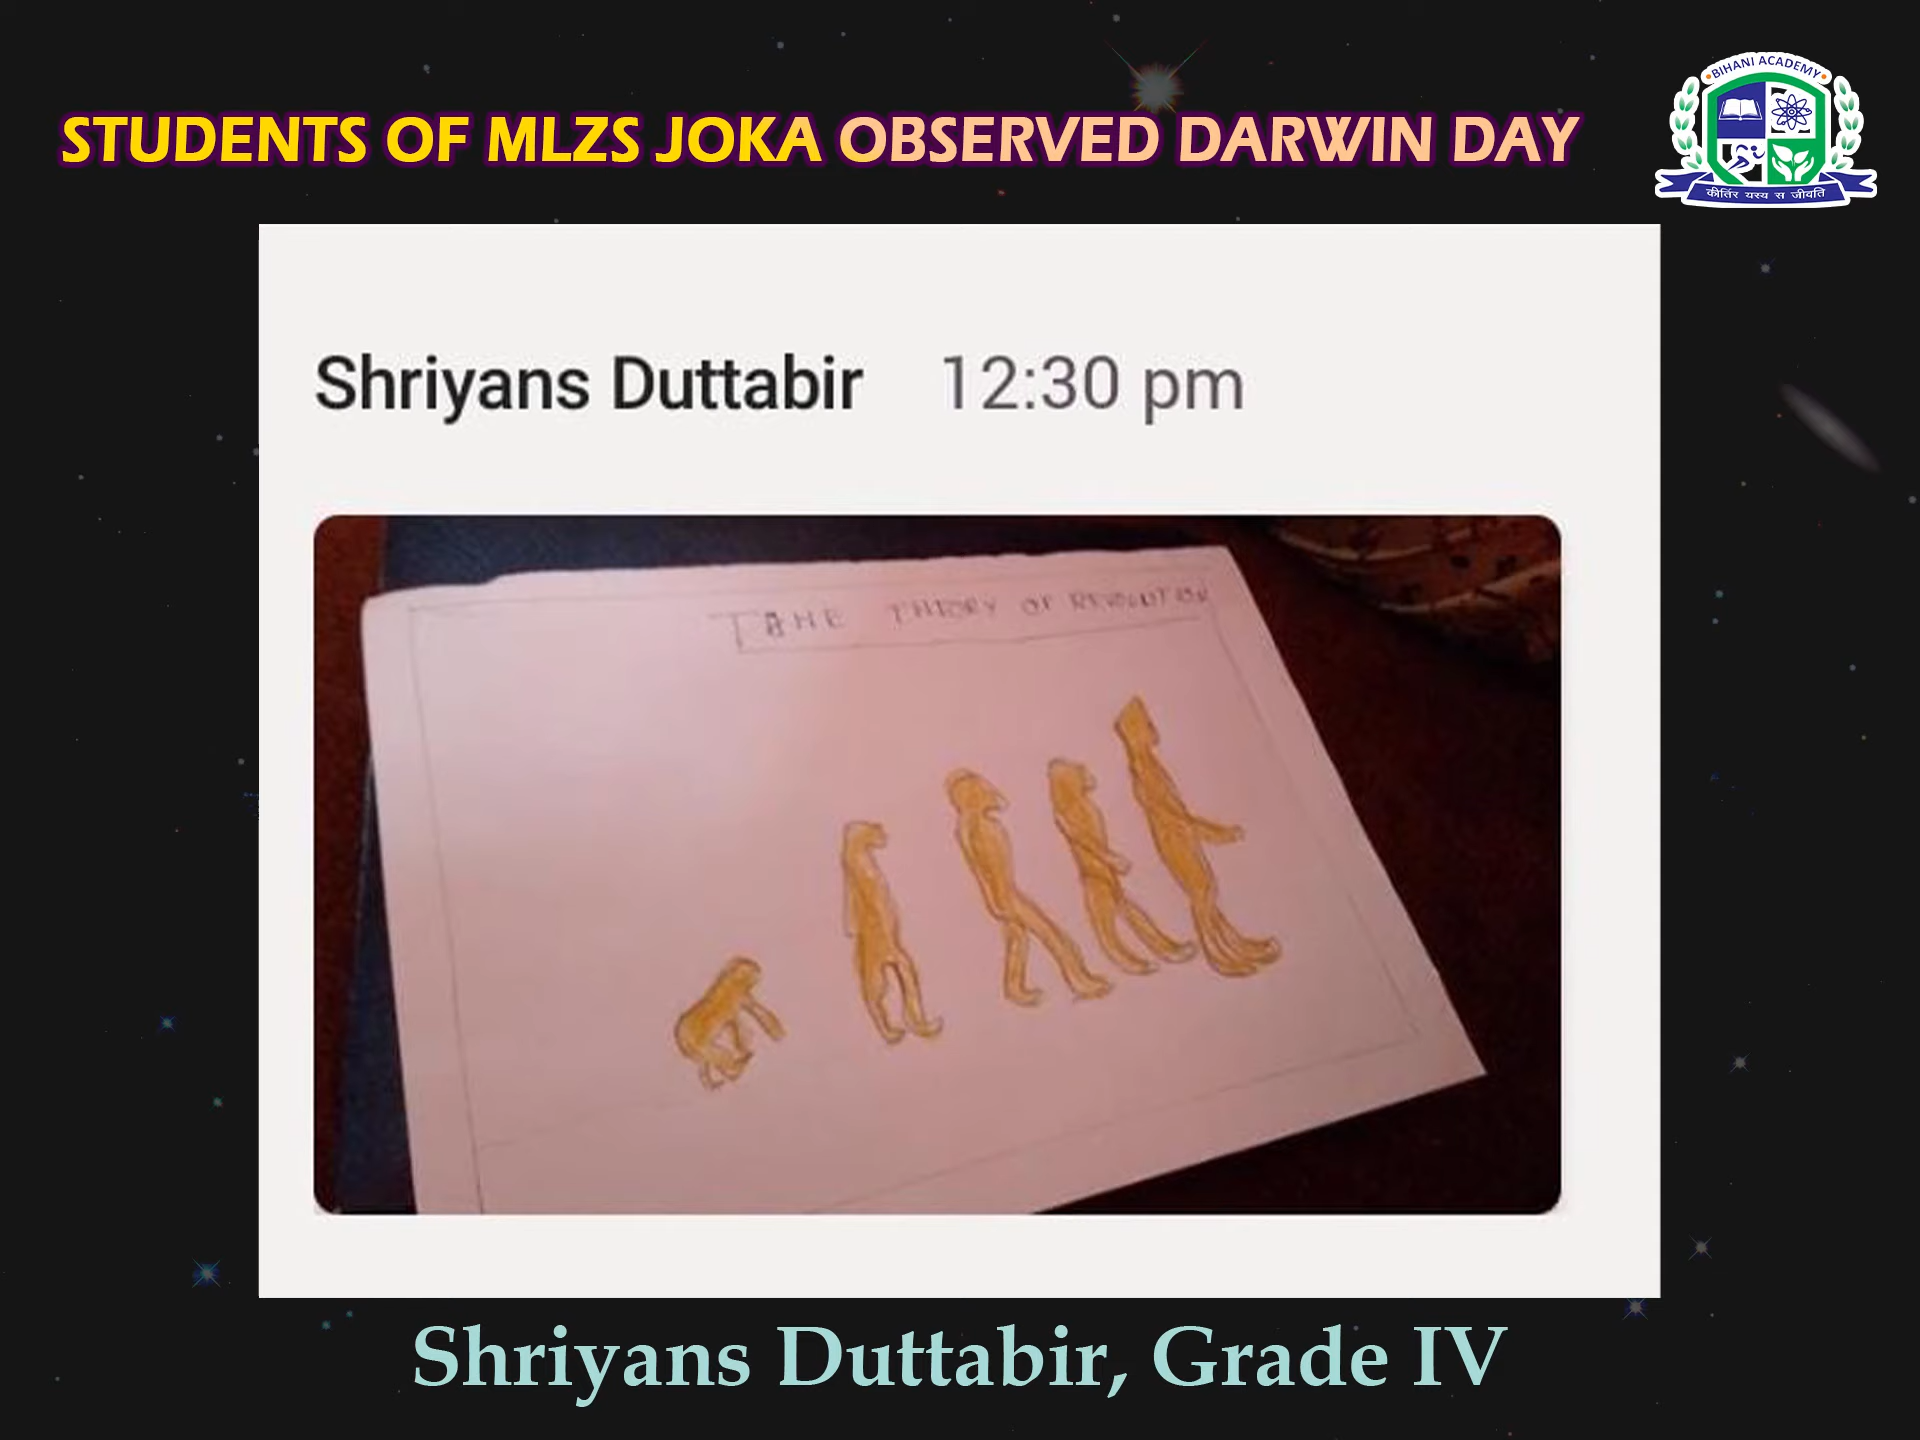 STUDENTS OF MLZS JOKA OBSERVED DARWIN DAY
BIHANI ACADEMY
कीर्तिर यस्य स जीवति
Shriyans Duttabir 12:30 pm
THE THEORY OF
Shriyans Duttabir, Grade IV